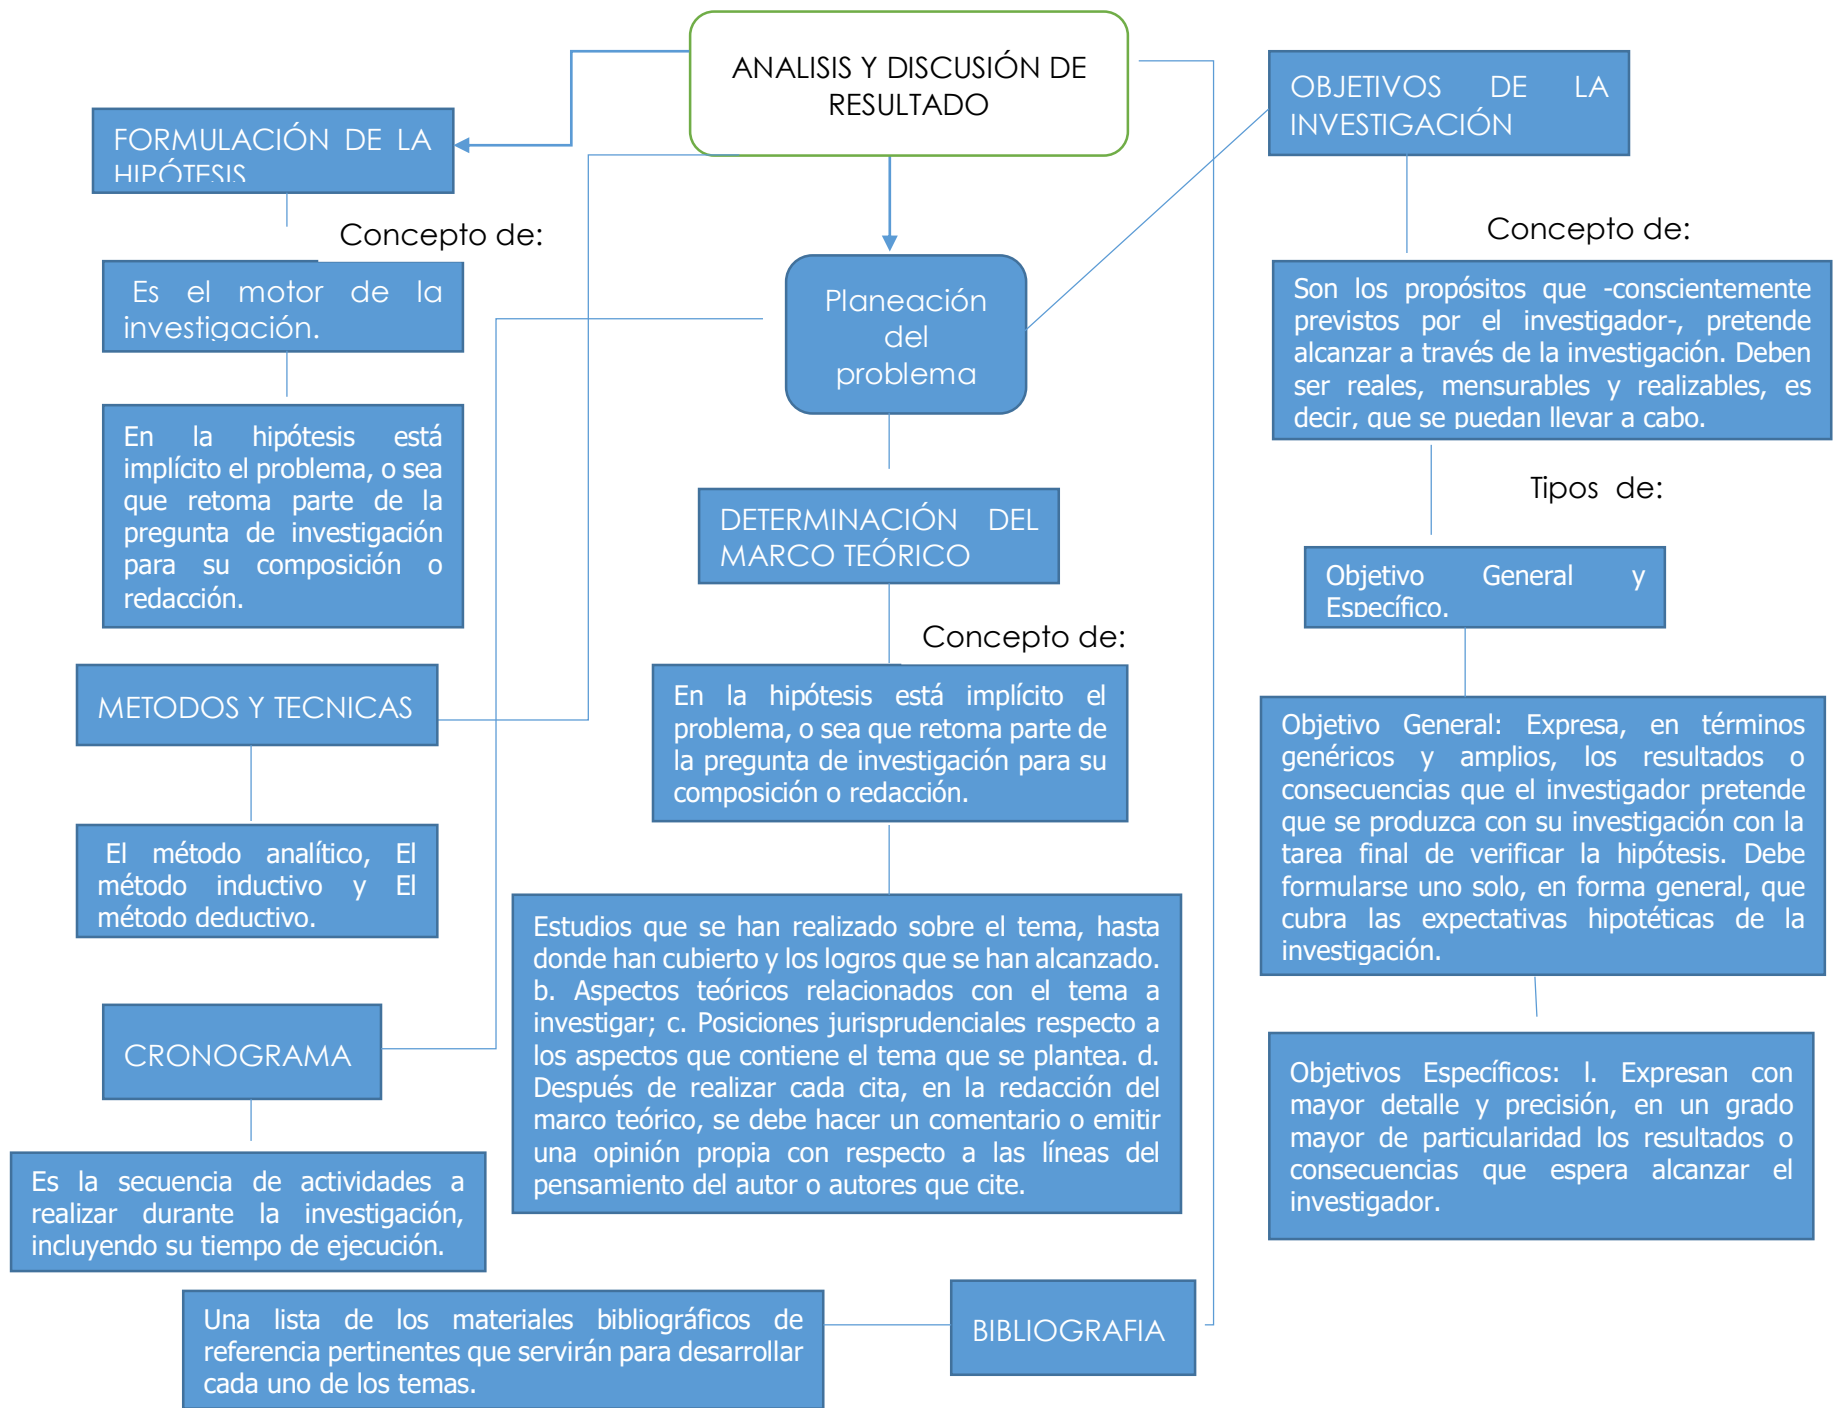 ANALISIS Y DISCUSIÓN DE
RESULTADO
FORMULACIÓN DE LA
HIPÓTESIS
Concepto de:
Es el motor de la
investigación.
En la hipótesis está
implícito el problema, o sea
que retoma parte de la
pregunta de investigación
para su composición o
redacción.
METODOS Y TECNICAS
El método analítico, El
método inductivo y El
método deductivo.
CRONOGRAMA
Es la secuencia de actividades a
realizar durante la investigación,
incluyendo su tiempo de ejecución.
Planeación
del
problema
DETERMINACIÓN DEL
MARCO TEÓRICO
Concepto de:
En la hipótesis está implícito el
problema, o sea que retoma parte de
la pregunta de investigación para su
composición o redacción.
Estudios que se han realizado sobre el tema, hasta
donde han cubierto y los logros que se han alcanzado.
b. Aspectos teóricos relacionados con el tema a
investigar; c. Posiciones jurisprudenciales respecto a
los aspectos que contiene el tema que se plantea. d.
Después de realizar cada cita, en la redacción del
marco teórico, se debe hacer un comentario o emitir
una opinión propia con respecto a las líneas del
pensamiento del autor o autores que cite.
OBJETIVOS DE LA
INVESTIGACIÓN
Concepto de:
Son los propósitos que -conscientemente
previstos por el investigador-, pretende
alcanzar a través de la investigación. Deben
ser reales, mensurables y realizables, es
decir, que se puedan llevar a cabo.
Tipos de:
Objetivo General y
Específico.
Objetivo General: Expresa, en términos
genéricos y amplios, los resultados o
consecuencias que el investigador pretende
que se produzca con su investigación con la
tarea final de verificar la hipótesis. Debe
formularse uno solo, en forma general, que
cubra las expectativas hipotéticas de la
investigación.
Objetivos Específicos: l. Expresan con
mayor detalle y precisión, en un grado
mayor de particularidad los resultados o
consecuencias que espera alcanzar el
investigador.
BIBLIOGRAFIA
Una lista de los materiales bibliográficos de
referencia pertinentes que servirán para desarrollar
cada uno de los temas.